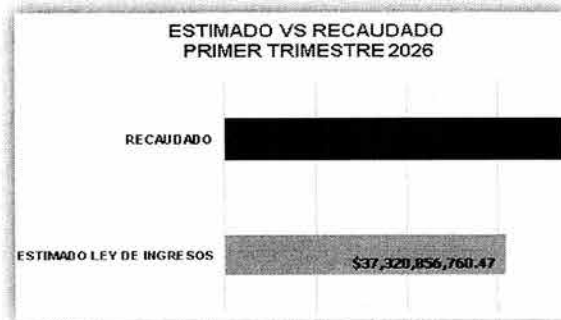 ESTIMADO VS RECAUDADO
PRIMER TRIMESTRE 2026
RECAUDADO
ESTIMADO LEY DE INGRESOS
$37,320,856,760.47